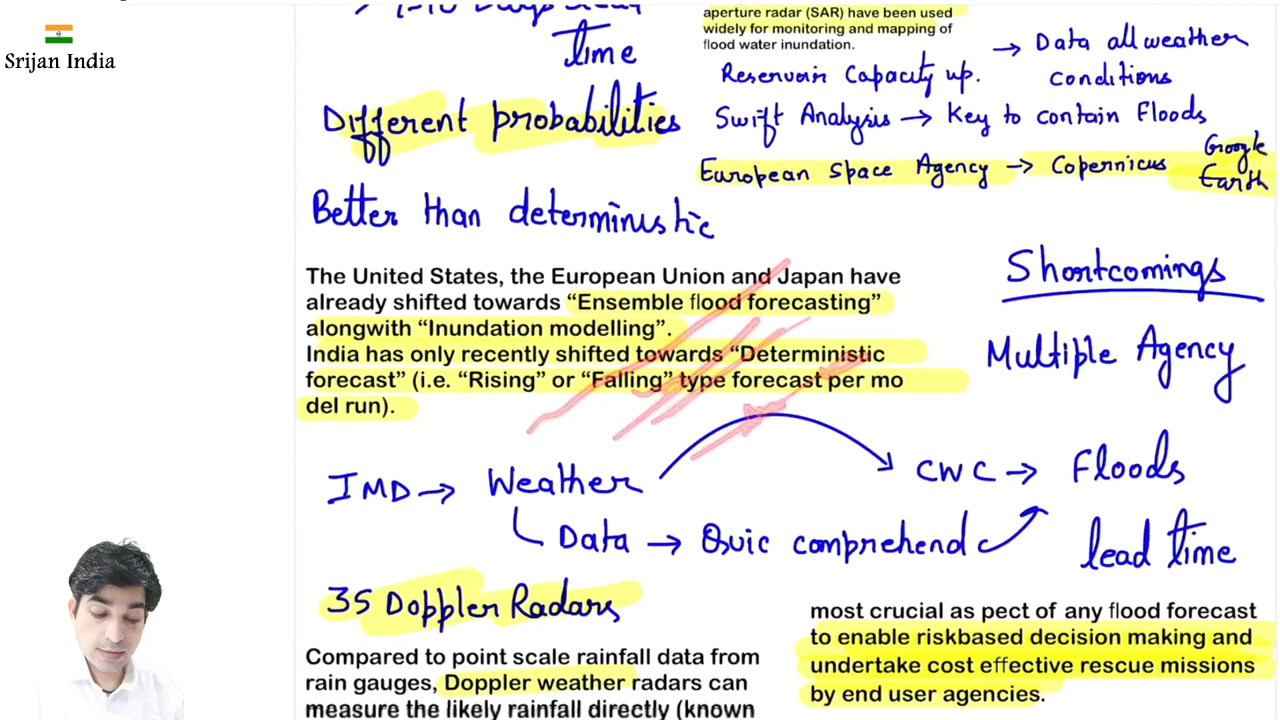 Srijan India
time
Different probabilities
Better than deterministic
aperture radar (SAR) have been used
widely for monitoring and mapping of
flood water inundation.
Reservoir Capacity up.
→ Data all weather
conditions
Swift Analysis → Key to contain Floods
European Space Agency → Copernicus
Google
Earth
The United States, the European Union and Japan have
already shifted towards “Ensemble flood forecasting”
alongwith “Inundation modelling”.
India has only recently shifted towards “Deterministic
forecast” (i.e. “Rising” or “Falling” type forecast per mo
del run).
Shortcomings
Multiple Agency
IMD → Weather
CWC → Floods
Data → Quic comprehend
lead time
35 Doppler Radars
Compared to point scale rainfall data from
rain gauges, Doppler weather radars can
measure the likely rainfall directly (known
most crucial as pect of any flood forecast
to enable riskbased decision making and
undertake cost effective rescue missions
by end user agencies.